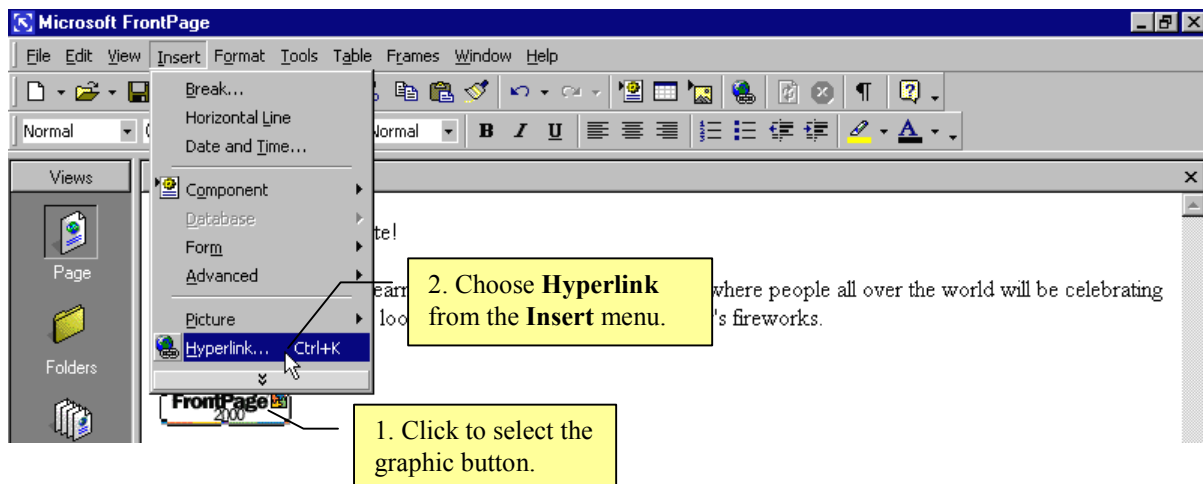 Microsoft FrontPage
File Edit View Insert Format Tools Table Frames Window Help
Normal
Normal B I U A
Views
Break...
Horizontal Line
Date and Time...
Component
Database
Form
Advanced
Picture
Hyperlink... Ctrl+K
Page
Folders
te!
where people all over the world will be celebrating
loo
's fireworks.
2. Choose Hyperlink
from the Insert menu.
FrontPage
2000
1. Click to select the
graphic button.